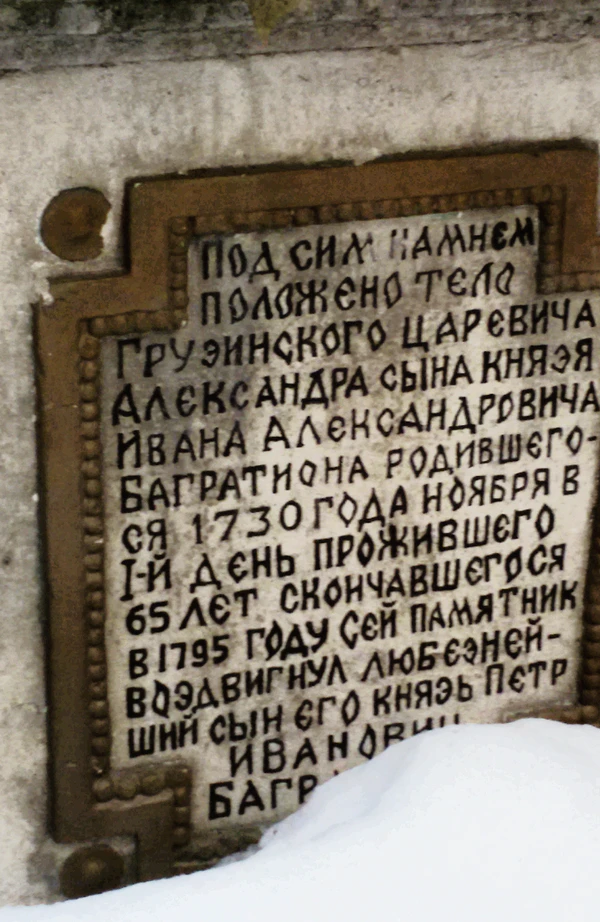 ПОД СИМ КАМНЕМ
ПОЛОЖЕНО ТЕЛО
ГРУЗИНСКОГО ЦАРЕВИЧА
АЛЕКСАНДРА СЫНА КНЯЗЯ
ИВАНА АЛЕКСАНДРОВИЧА
БАГРАТИОНА РОДИВШЕГО-
СЯ 1730 ГОДА НОЯБРЯ В
I-Й ДЕНЬ ПРОЖИВШЕГО
65 ЛЕТ СКОНЧАВШЕГОСЯ
В 1795 ГОДУ СЕЙ ПАМЯТНИК
ВОЗДВИГНУЛ ЛЮБЕЗНЕЙ-
ШИЙ СЫН ЕГО КНЯЗЬ ПЕТР
ИВАНОВИЧ